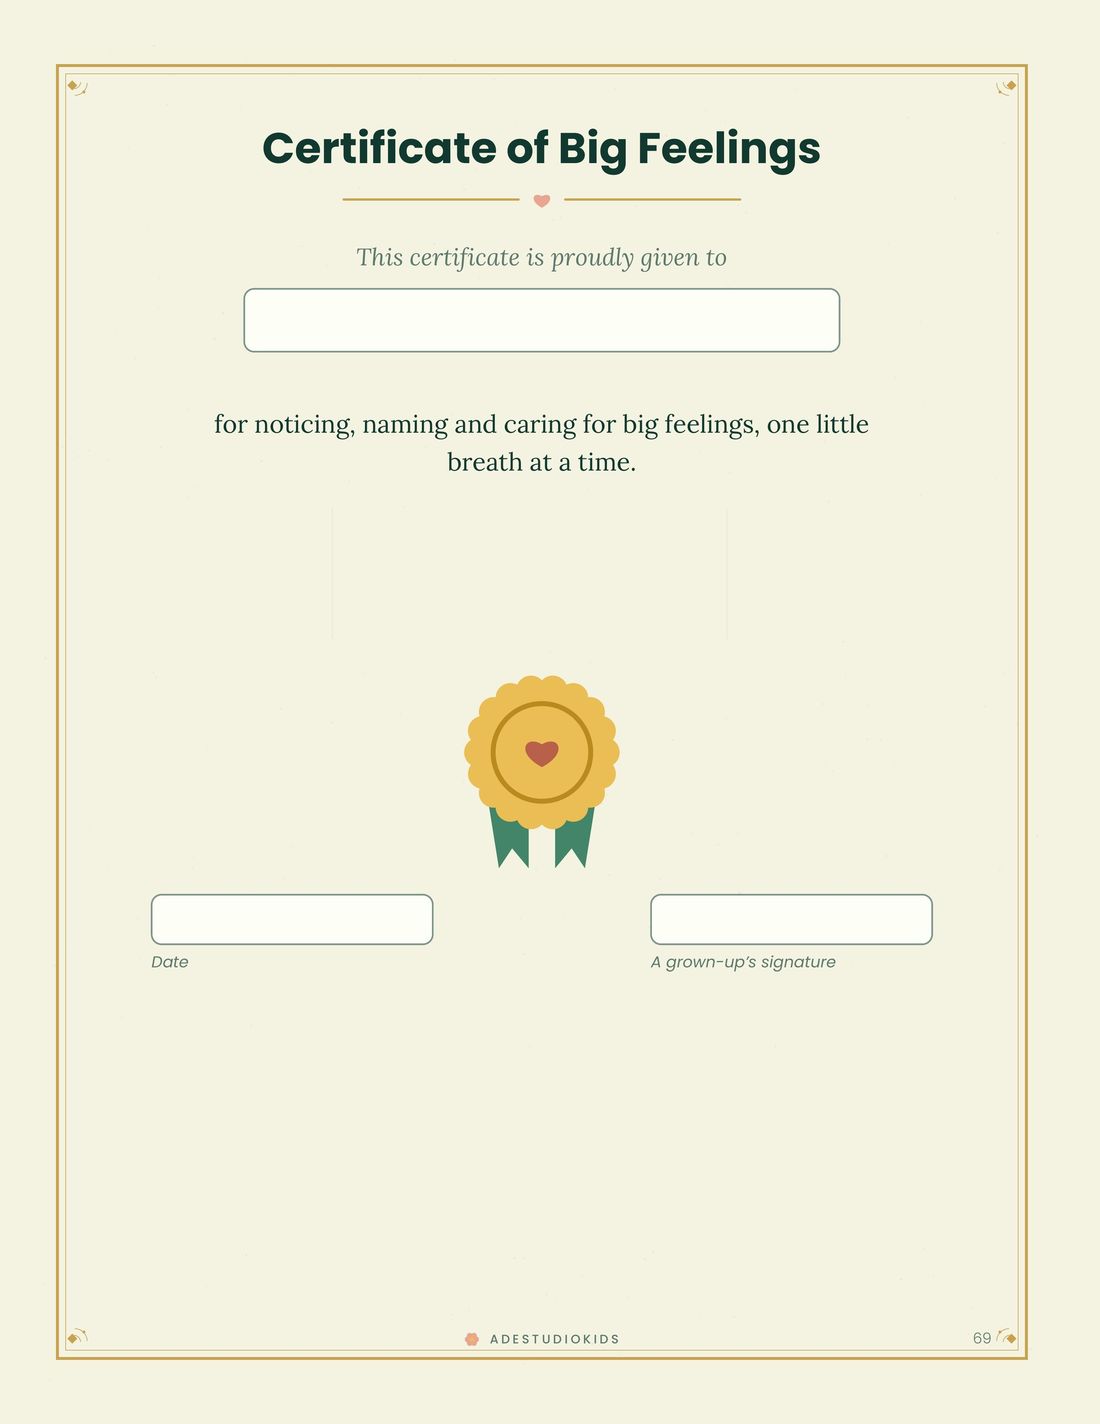 Certificate of Big Feelings
This certificate is proudly given to
for noticing, naming and caring for big feelings, one little
breath at a time.
Date
A grown-up’s signature
ADESTUDIOKIDS
69